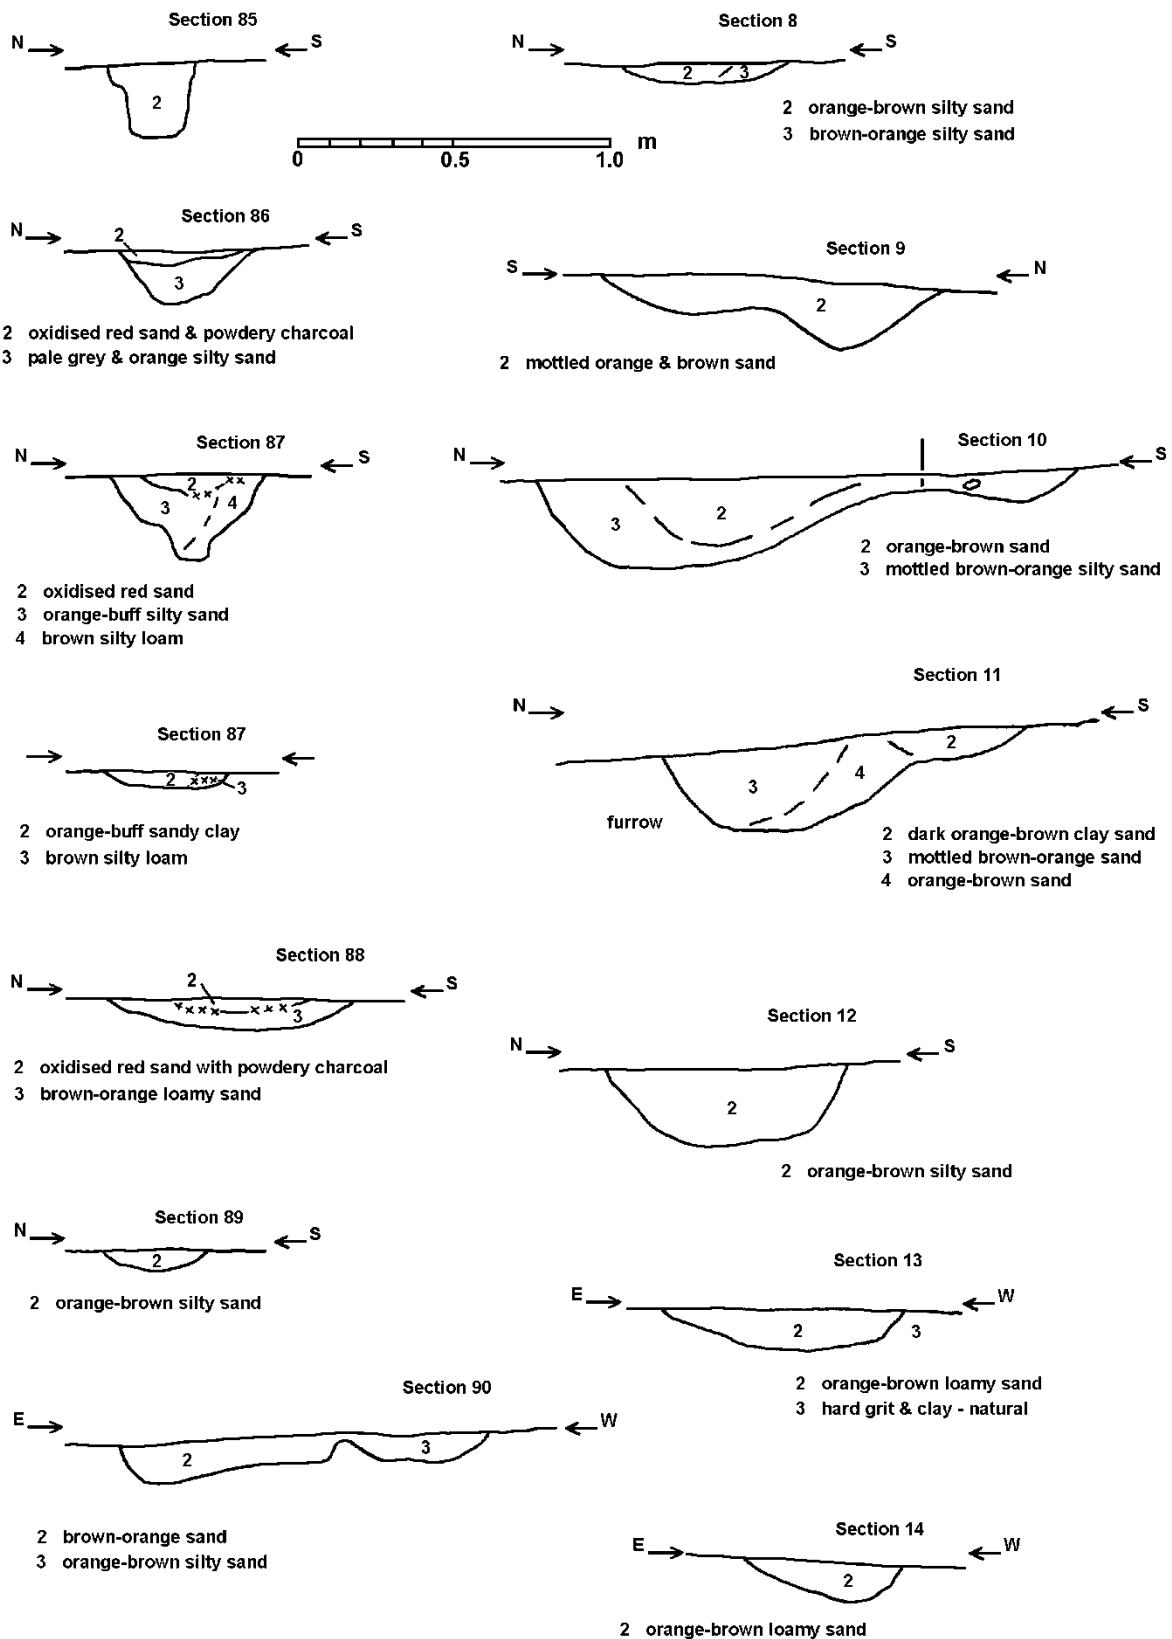 Section 85
N S
2
Section 8
N S
2 3
2 orange-brown silty sand
3 brown-orange silty sand
0 0.5 1.0 m
Section 86
N S
2
3
2 oxidised red sand & powdery charcoal
3 pale grey & orange silty sand
Section 9
S N
2
2 mottled orange & brown sand
Section 87
N S
2
3 4
2 oxidised red sand
3 orange-buff silty sand
4 brown silty loam
Section 10
N S
2
3
2 orange-brown sand
3 mottled brown-orange silty sand
Section 87
2 3
2 orange-buff sandy clay
3 brown silty loam
Section 11
N S
2
3 4
furrow
2 dark orange-brown clay sand
3 mottled brown-orange sand
4 orange-brown sand
Section 88
N S
2
3
2 oxidised red sand with powdery charcoal
3 brown-orange loamy sand
Section 12
N S
2
2 orange-brown silty sand
Section 89
N S
2
2 orange-brown silty sand
Section 13
E W
2 3
2 orange-brown loamy sand
3 hard grit & clay - natural
Section 90
E W
2 3
2 brown-orange sand
3 orange-brown silty sand
Section 14
E W
2
2 orange-brown loamy sand